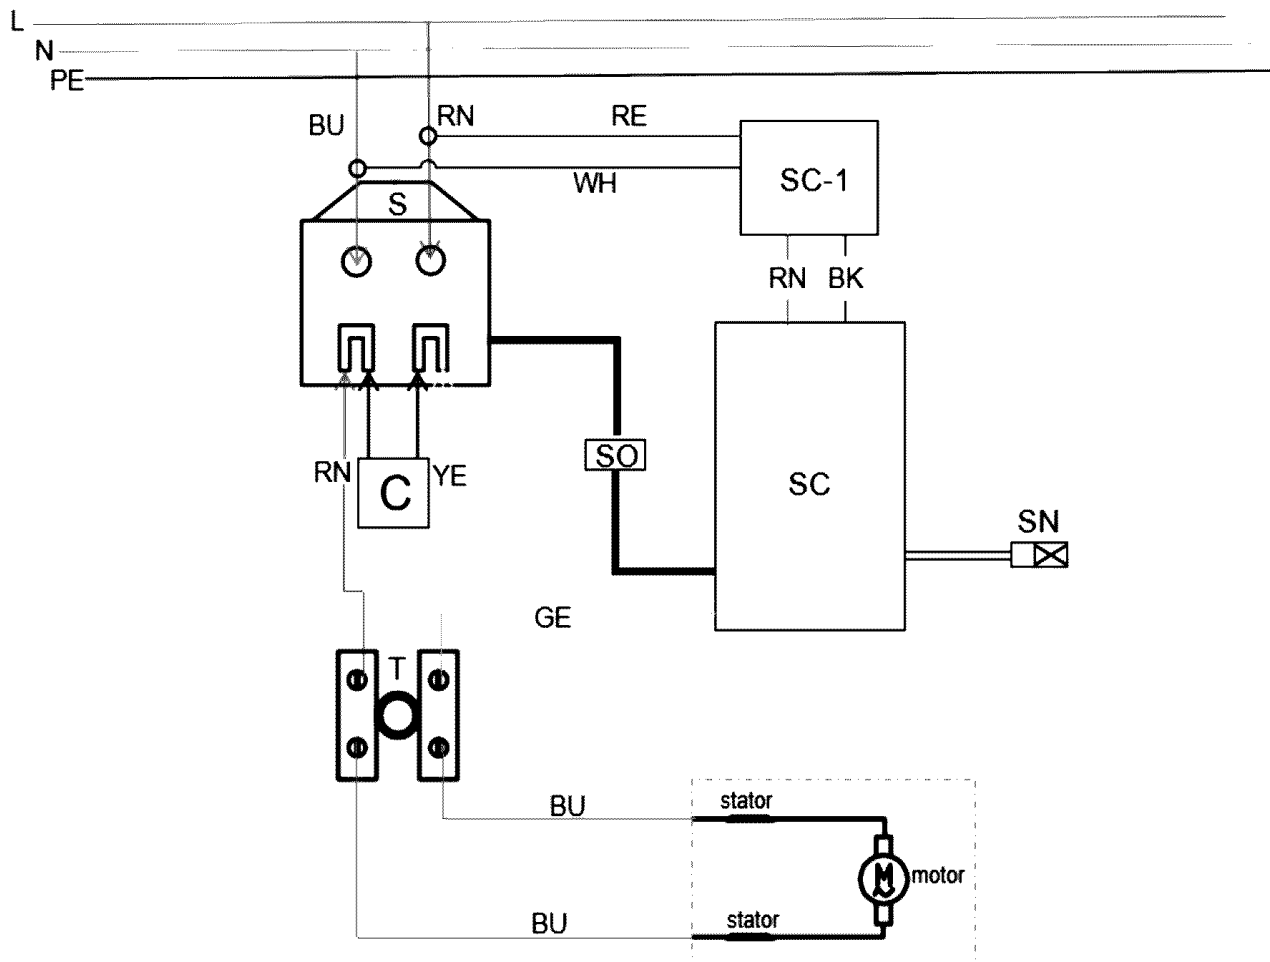 L
N
PE
BU
RN
RE
WH
SC-1
S
RN
BK
RN
C
YE
SO
SC
SN
GE
T
BU
stator
M
motor
BU
stator